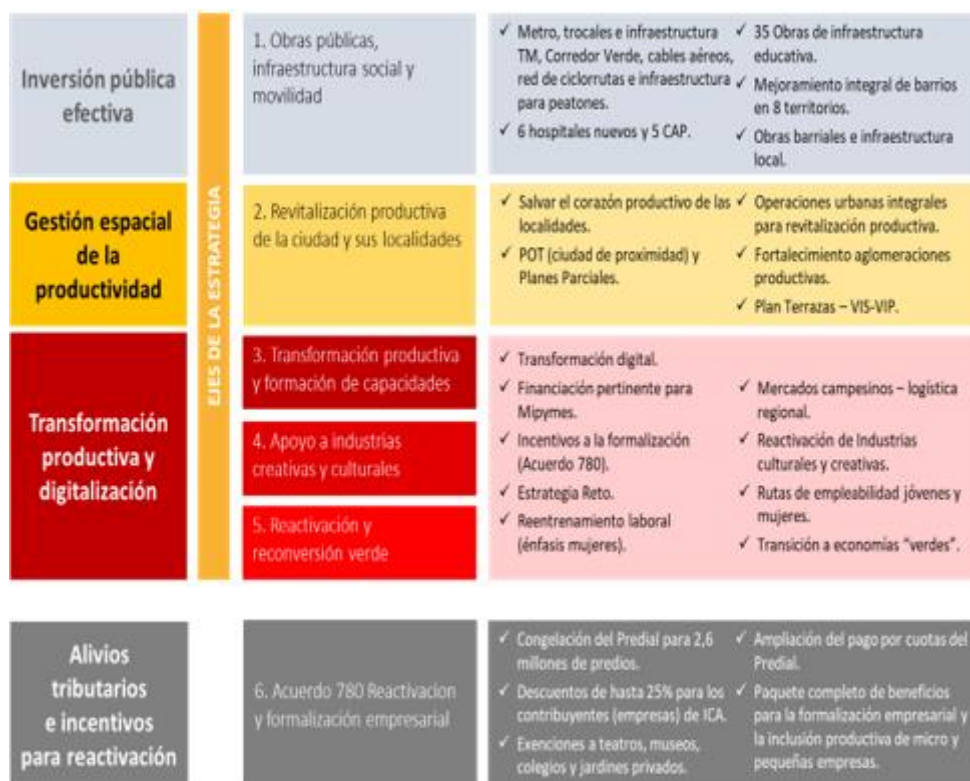 Inversión pública
efectiva
EJES DE LA ESTRATEGIA
1. Obras públicas,
infraestructura social y
movilidad
✓ Metro, trocales e infraestructura
TM, Corredor Verde, cables aéreos,
red de ciclorrutas e infraestructura
para peatones.
✓ 6 hospitales nuevos y 5 CAP.
✓ 35 Obras de infraestructura
educativa.
✓ Mejoramiento integral de barrios
en 8 territorios.
✓ Obras barriales e infraestructura
local.
Gestión espacial
de la
productividad
2. Revitalización productiva
de la ciudad y sus localidades
✓ Salvar el corazón productivo de las
localidades.
✓ POT (ciudad de proximidad) y
Planes Parciales.
✓ Operaciones urbanas integrales
para revitalización productiva.
✓ Fortalecimiento aglomeraciones
productivas.
✓ Plan Terrazas – VIS-VIP.
Transformación
productiva y
digitalización
3. Transformación productiva
y formación de capacidades
4. Apoyo a industrias
creativas y culturales
5. Reactivación y
reconversión verde
✓ Transformación digital.
✓ Financiación pertinente para
Mipymes.
✓ Incentivos a la formalización
(Acuerdo 780).
✓ Estrategia Reto.
✓ Reentrenamiento laboral
(énfasis mujeres).
✓ Mercados campesinos – logística
regional.
✓ Reactivación de Industrias
culturales y creativas.
✓ Rutas de empleabilidad jóvenes y
mujeres.
✓ Transición a economías "verdes".
Alivios
tributarios
e incentivos
para reactivación
6. Acuerdo 780 Reactivacion
y formalización empresarial
✓ Congelación del Predial para 2,6
millones de predios.
✓ Descuentos de hasta 25% para los
contribuyentes (empresas) de ICA.
✓ Exenciones a teatros, museos,
colegios y jardines privados.
✓ Ampliación del pago por cuotas del
Predial.
✓ Paquete completo de beneficios
para la formalización empresarial y
la inclusión productiva de micro y
pequeñas empresas.